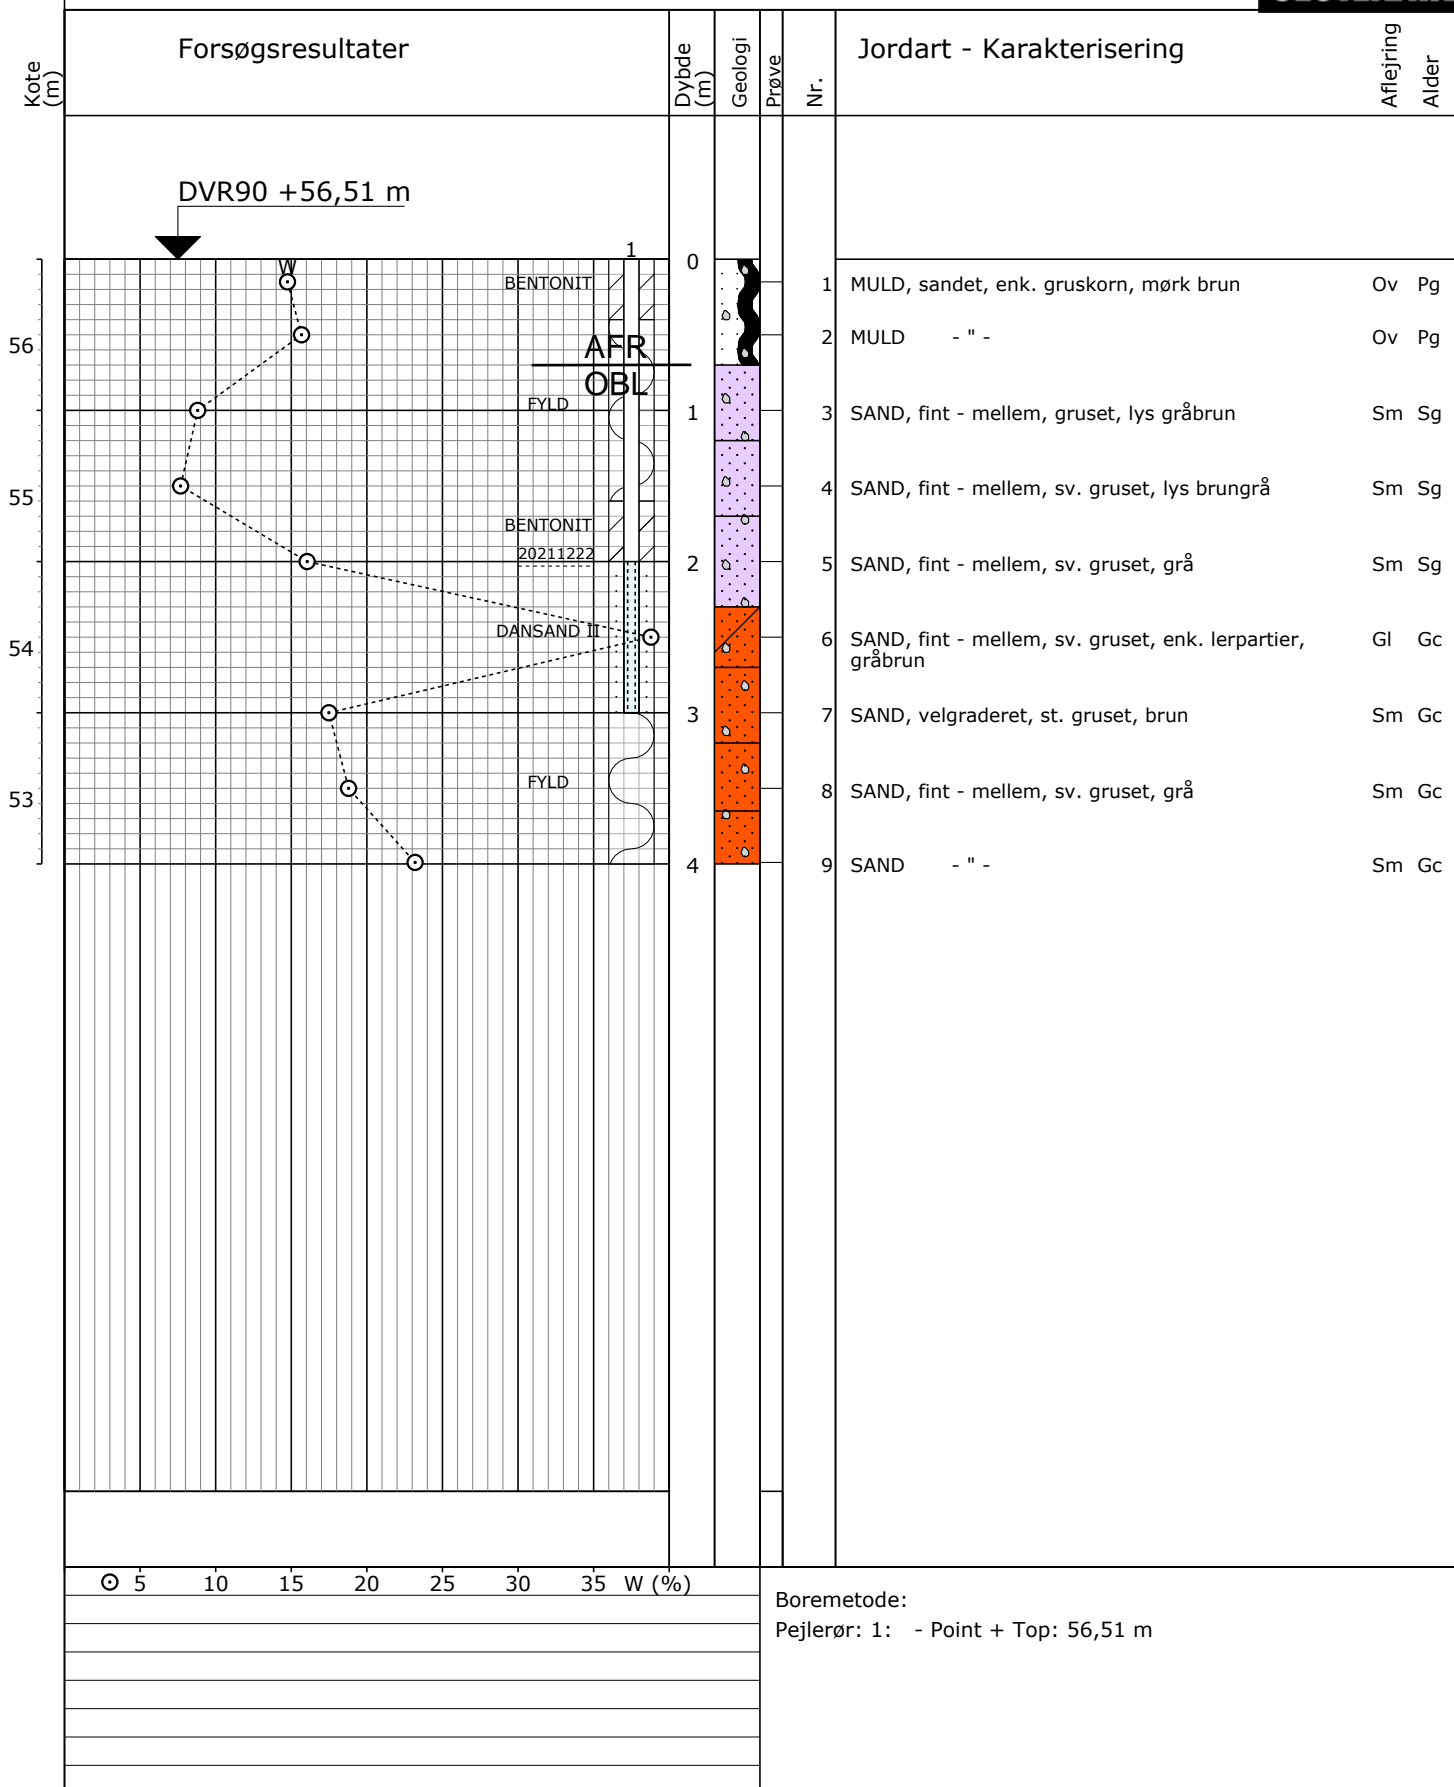 Kote (m)
Forsøgsresultater
Dybde (m)
Geologi
Prøve
Nr.
Jordart - Karakterisering
Aflejring
Alder
DVR90 +56,51 m
1
W
0
BENTONIT
1 MULD, sandet, enk. gruskorn, mørk brun Ov Pg
2 MULD - " - Ov Pg
56
AFR
OBL
FYLD
1
3 SAND, fint - mellem, gruset, lys gråbrun Sm Sg
55
4 SAND, fint - mellem, sv. gruset, lys brungrå Sm Sg
BENTONIT
20211222
2
5 SAND, fint - mellem, sv. gruset, grå Sm Sg
DANSAND II
54
6 SAND, fint - mellem, sv. gruset, enk. lerpartier, Gl Gc
gråbrun
3
7 SAND, velgraderet, st. gruset, brun Sm Gc
FYLD
53
8 SAND, fint - mellem, sv. gruset, grå Sm Gc
4
9 SAND - " - Sm Gc
5 10 15 20 25 30 35 W (%)
Boremetode:
Pejlerør: 1: - Point + Top: 56,51 m